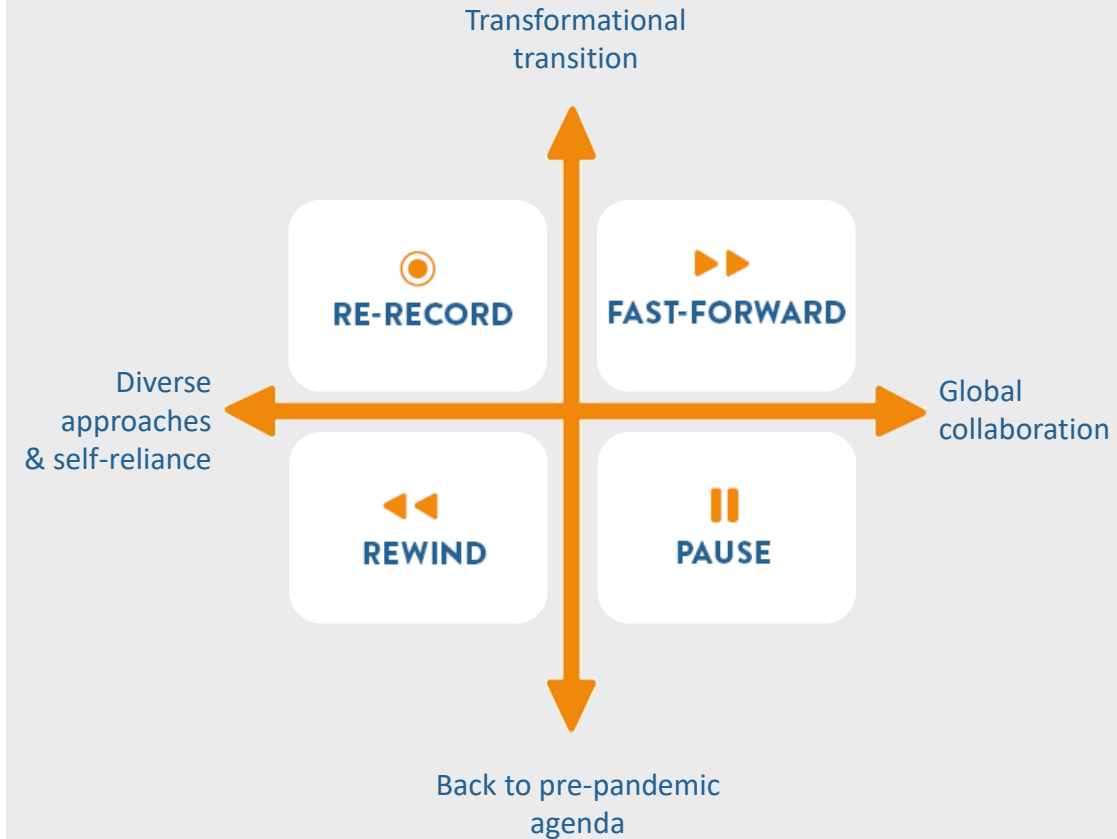 Transformational
transition
RE-RECORD
FAST-FORWARD
Diverse
approaches
& self-reliance
Global
collaboration
REWIND
PAUSE
Back to pre-pandemic
agenda